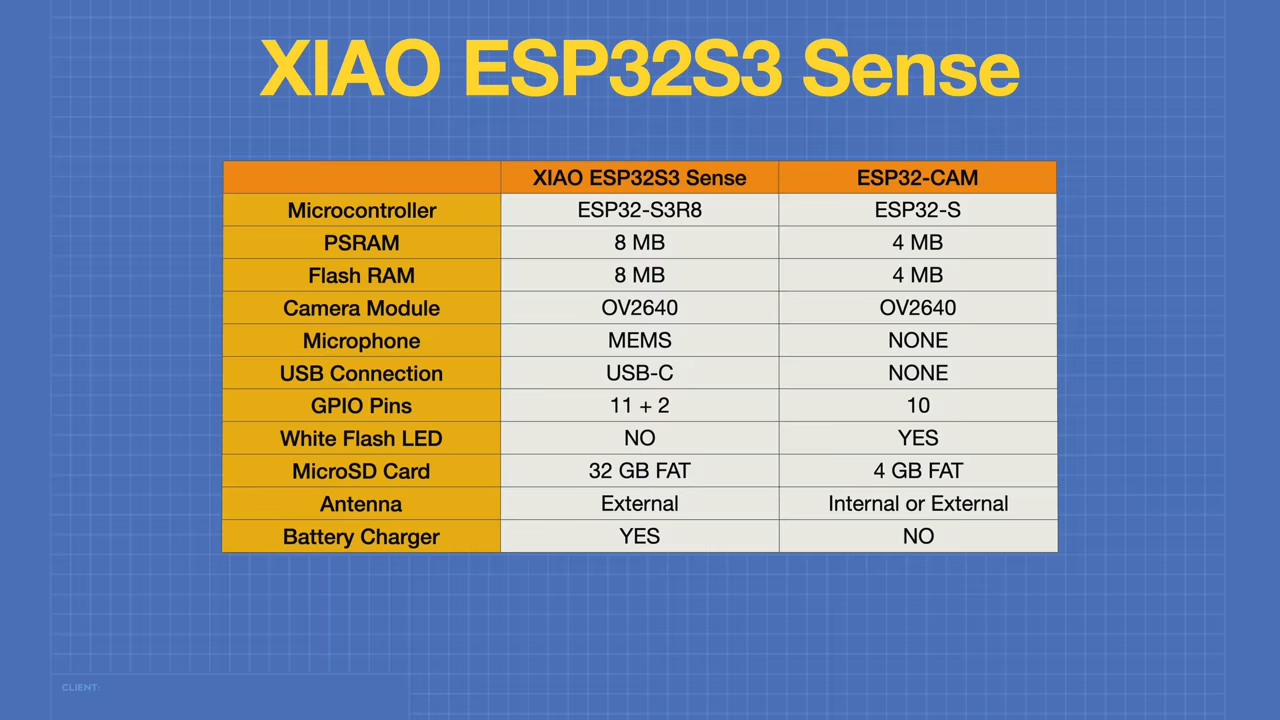 XIAO ESP32S3 Sense
XIAO ESP32S3 Sense ESP32-CAM
Microcontroller ESP32-S3R8 ESP32-S
PSRAM 8 MB 4 MB
Flash RAM 8 MB 4 MB
Camera Module OV2640 OV2640
Microphone MEMS NONE
USB Connection USB-C NONE
GPIO Pins 11 + 2 10
White Flash LED NO YES
MicroSD Card 32 GB FAT 4 GB FAT
Antenna External Internal or External
Battery Charger YES NO
CLIENT: